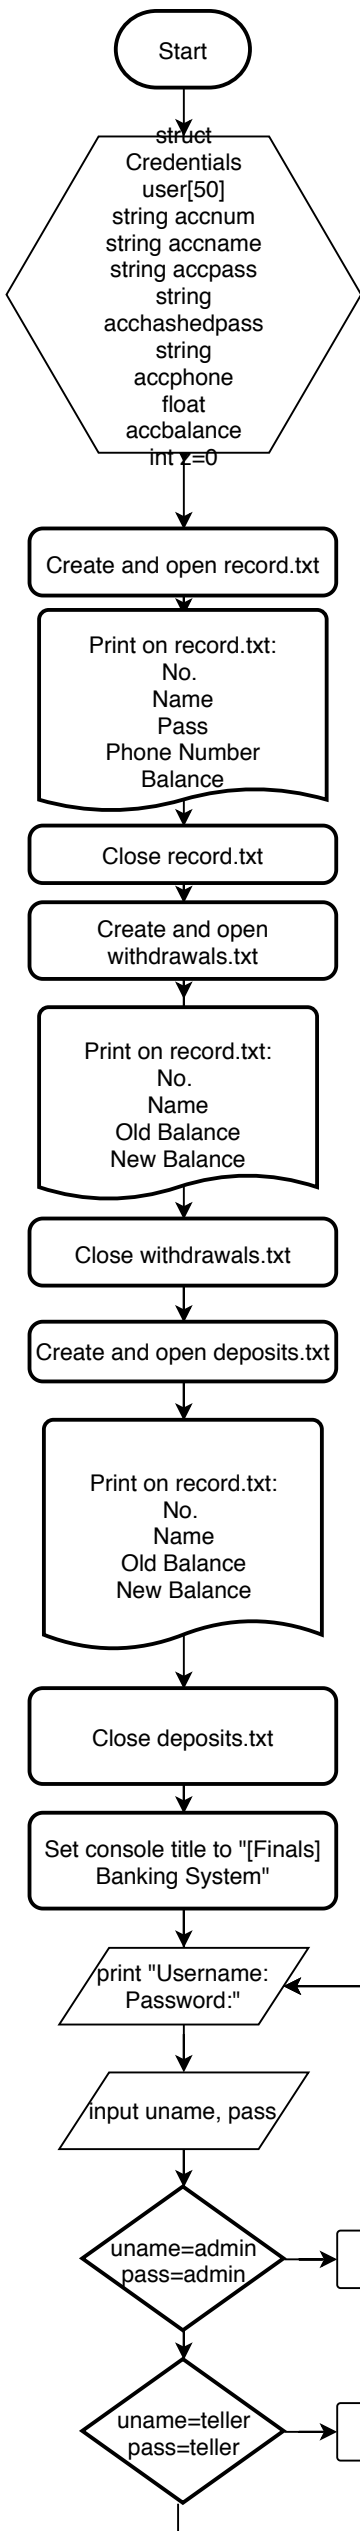 Start
struct
Credentials
user[50]
string accnum
string accname
string accpass
string
acchashedpass
string
accphone
float
accbalance
int z=0
Create and open record.txt
Print on record.txt:
No.
Name
Pass
Phone Number
Balance
Close record.txt
Create and open
withdrawals.txt
Print on record.txt:
No.
Name
Old Balance
New Balance
Close withdrawals.txt
Create and open deposits.txt
Print on record.txt:
No.
Name
Old Balance
New Balance
Close deposits.txt
Set console title to "[Finals]
Banking System"
print "Username:
Password:"
input uname, pass
uname=admin
pass=admin
uname=teller
pass=teller